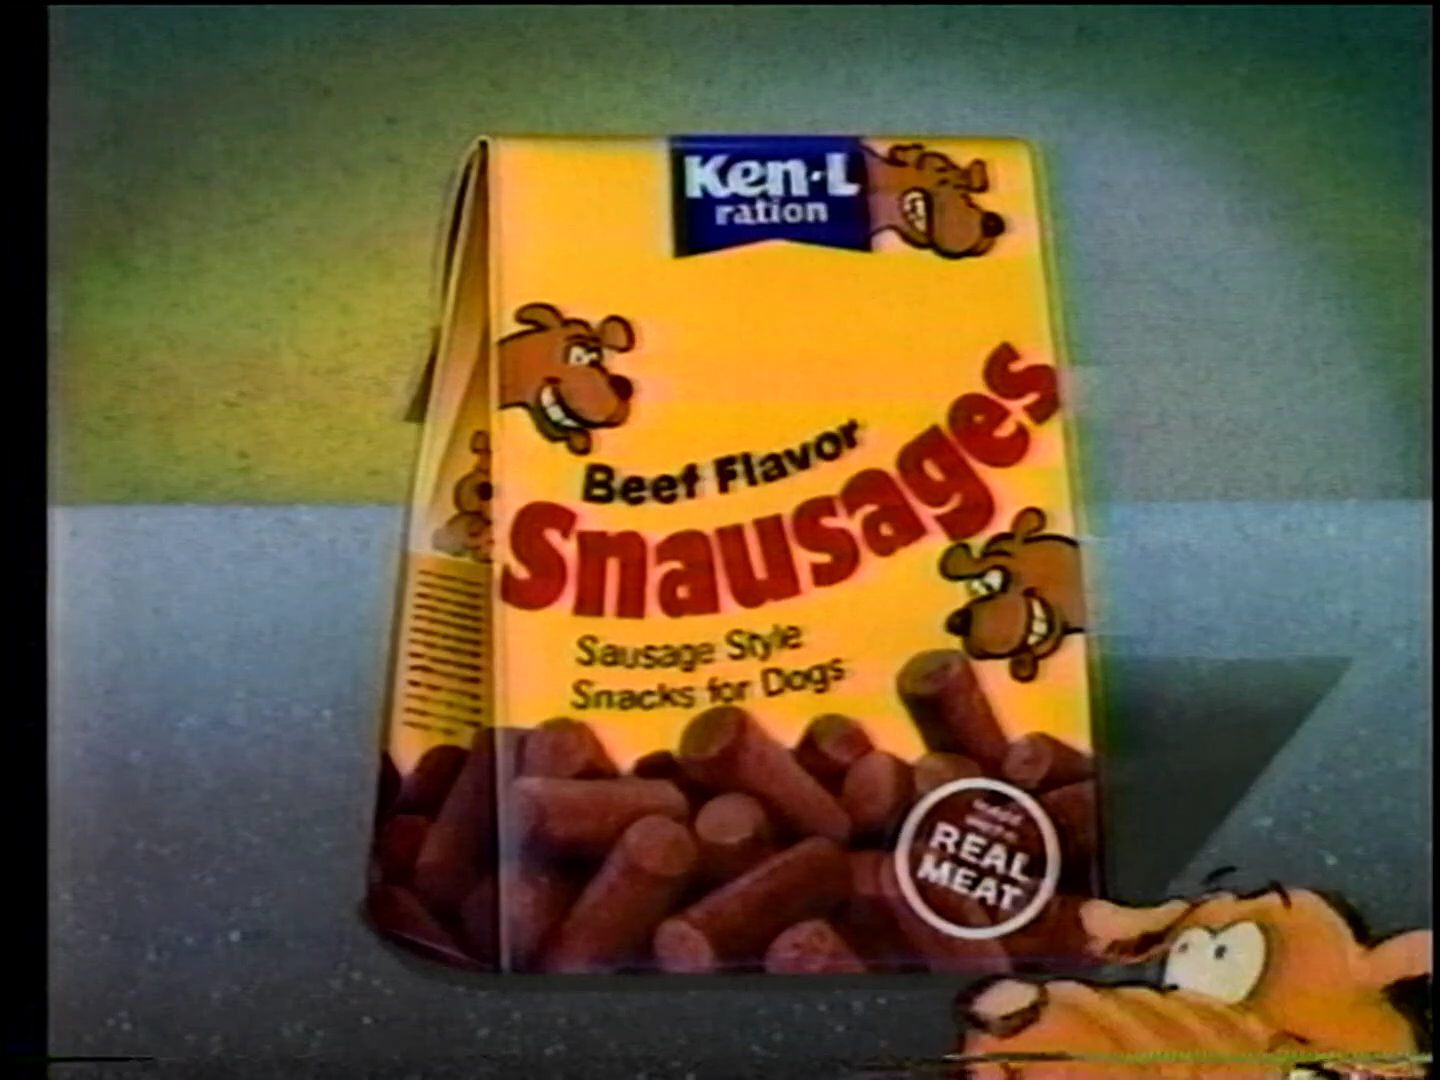 Ken·L
ration
Beef Flavor
Snausages
Sausage Style
Snacks for Dogs
REAL
MEAT